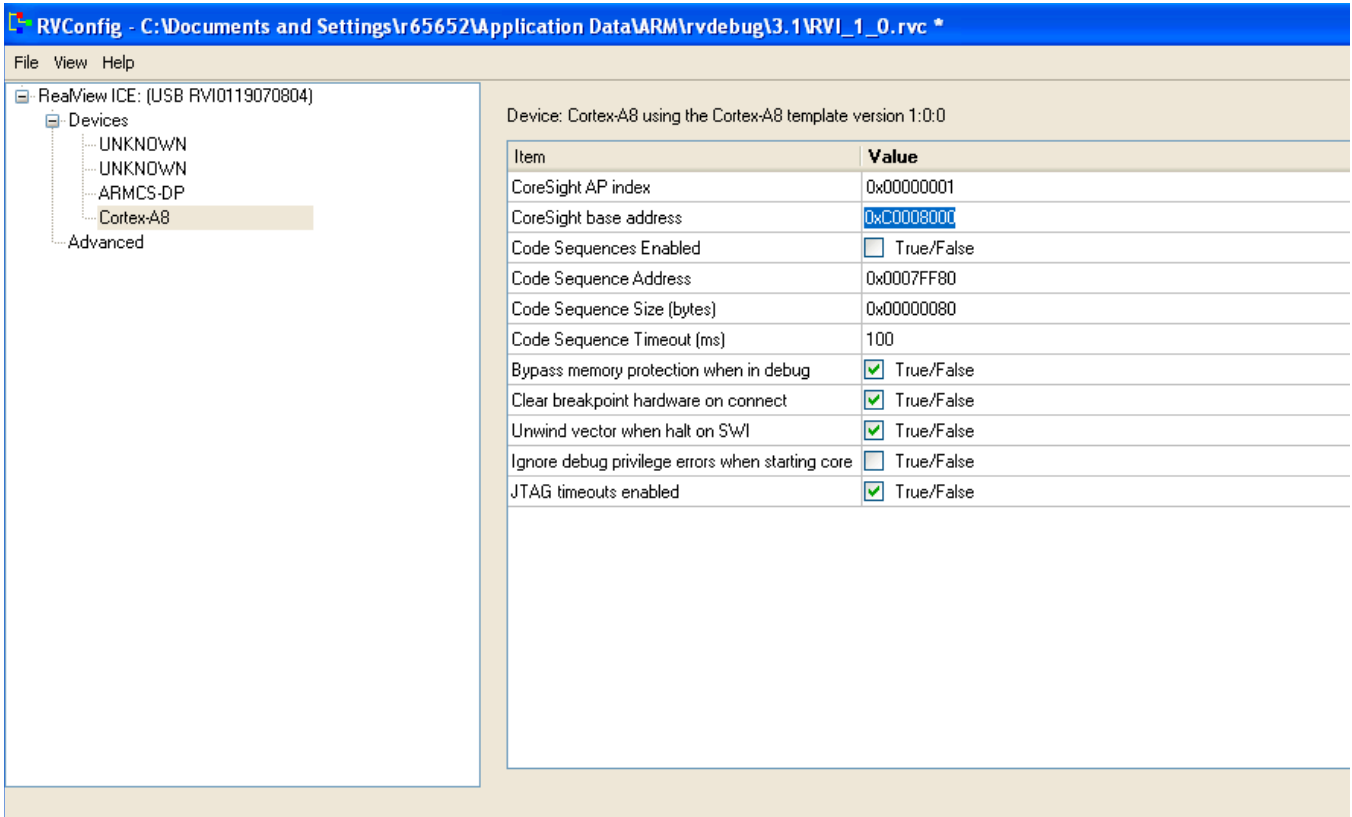 RVConfig - C:\Documents and Settings\r65652\Application Data\ARM\rvdebug\3.1\RVI_1_0.rvc *
File View Help
RealView ICE: (USB RVI0119070804)
Devices
UNKNOWN
UNKNOWN
ARMCS-DP
Cortex-A8
Advanced
Device: Cortex-A8 using the Cortex-A8 template version 1:0:0
Item Value
CoreSight AP index 0x00000001
CoreSight base address 0xC0008000
Code Sequences Enabled True/False
Code Sequence Address 0x0007FF80
Code Sequence Size (bytes) 0x00000080
Code Sequence Timeout (ms) 100
Bypass memory protection when in debug True/False
Clear breakpoint hardware on connect True/False
Unwind vector when halt on SWI True/False
Ignore debug privilege errors when starting core True/False
JTAG timeouts enabled True/False